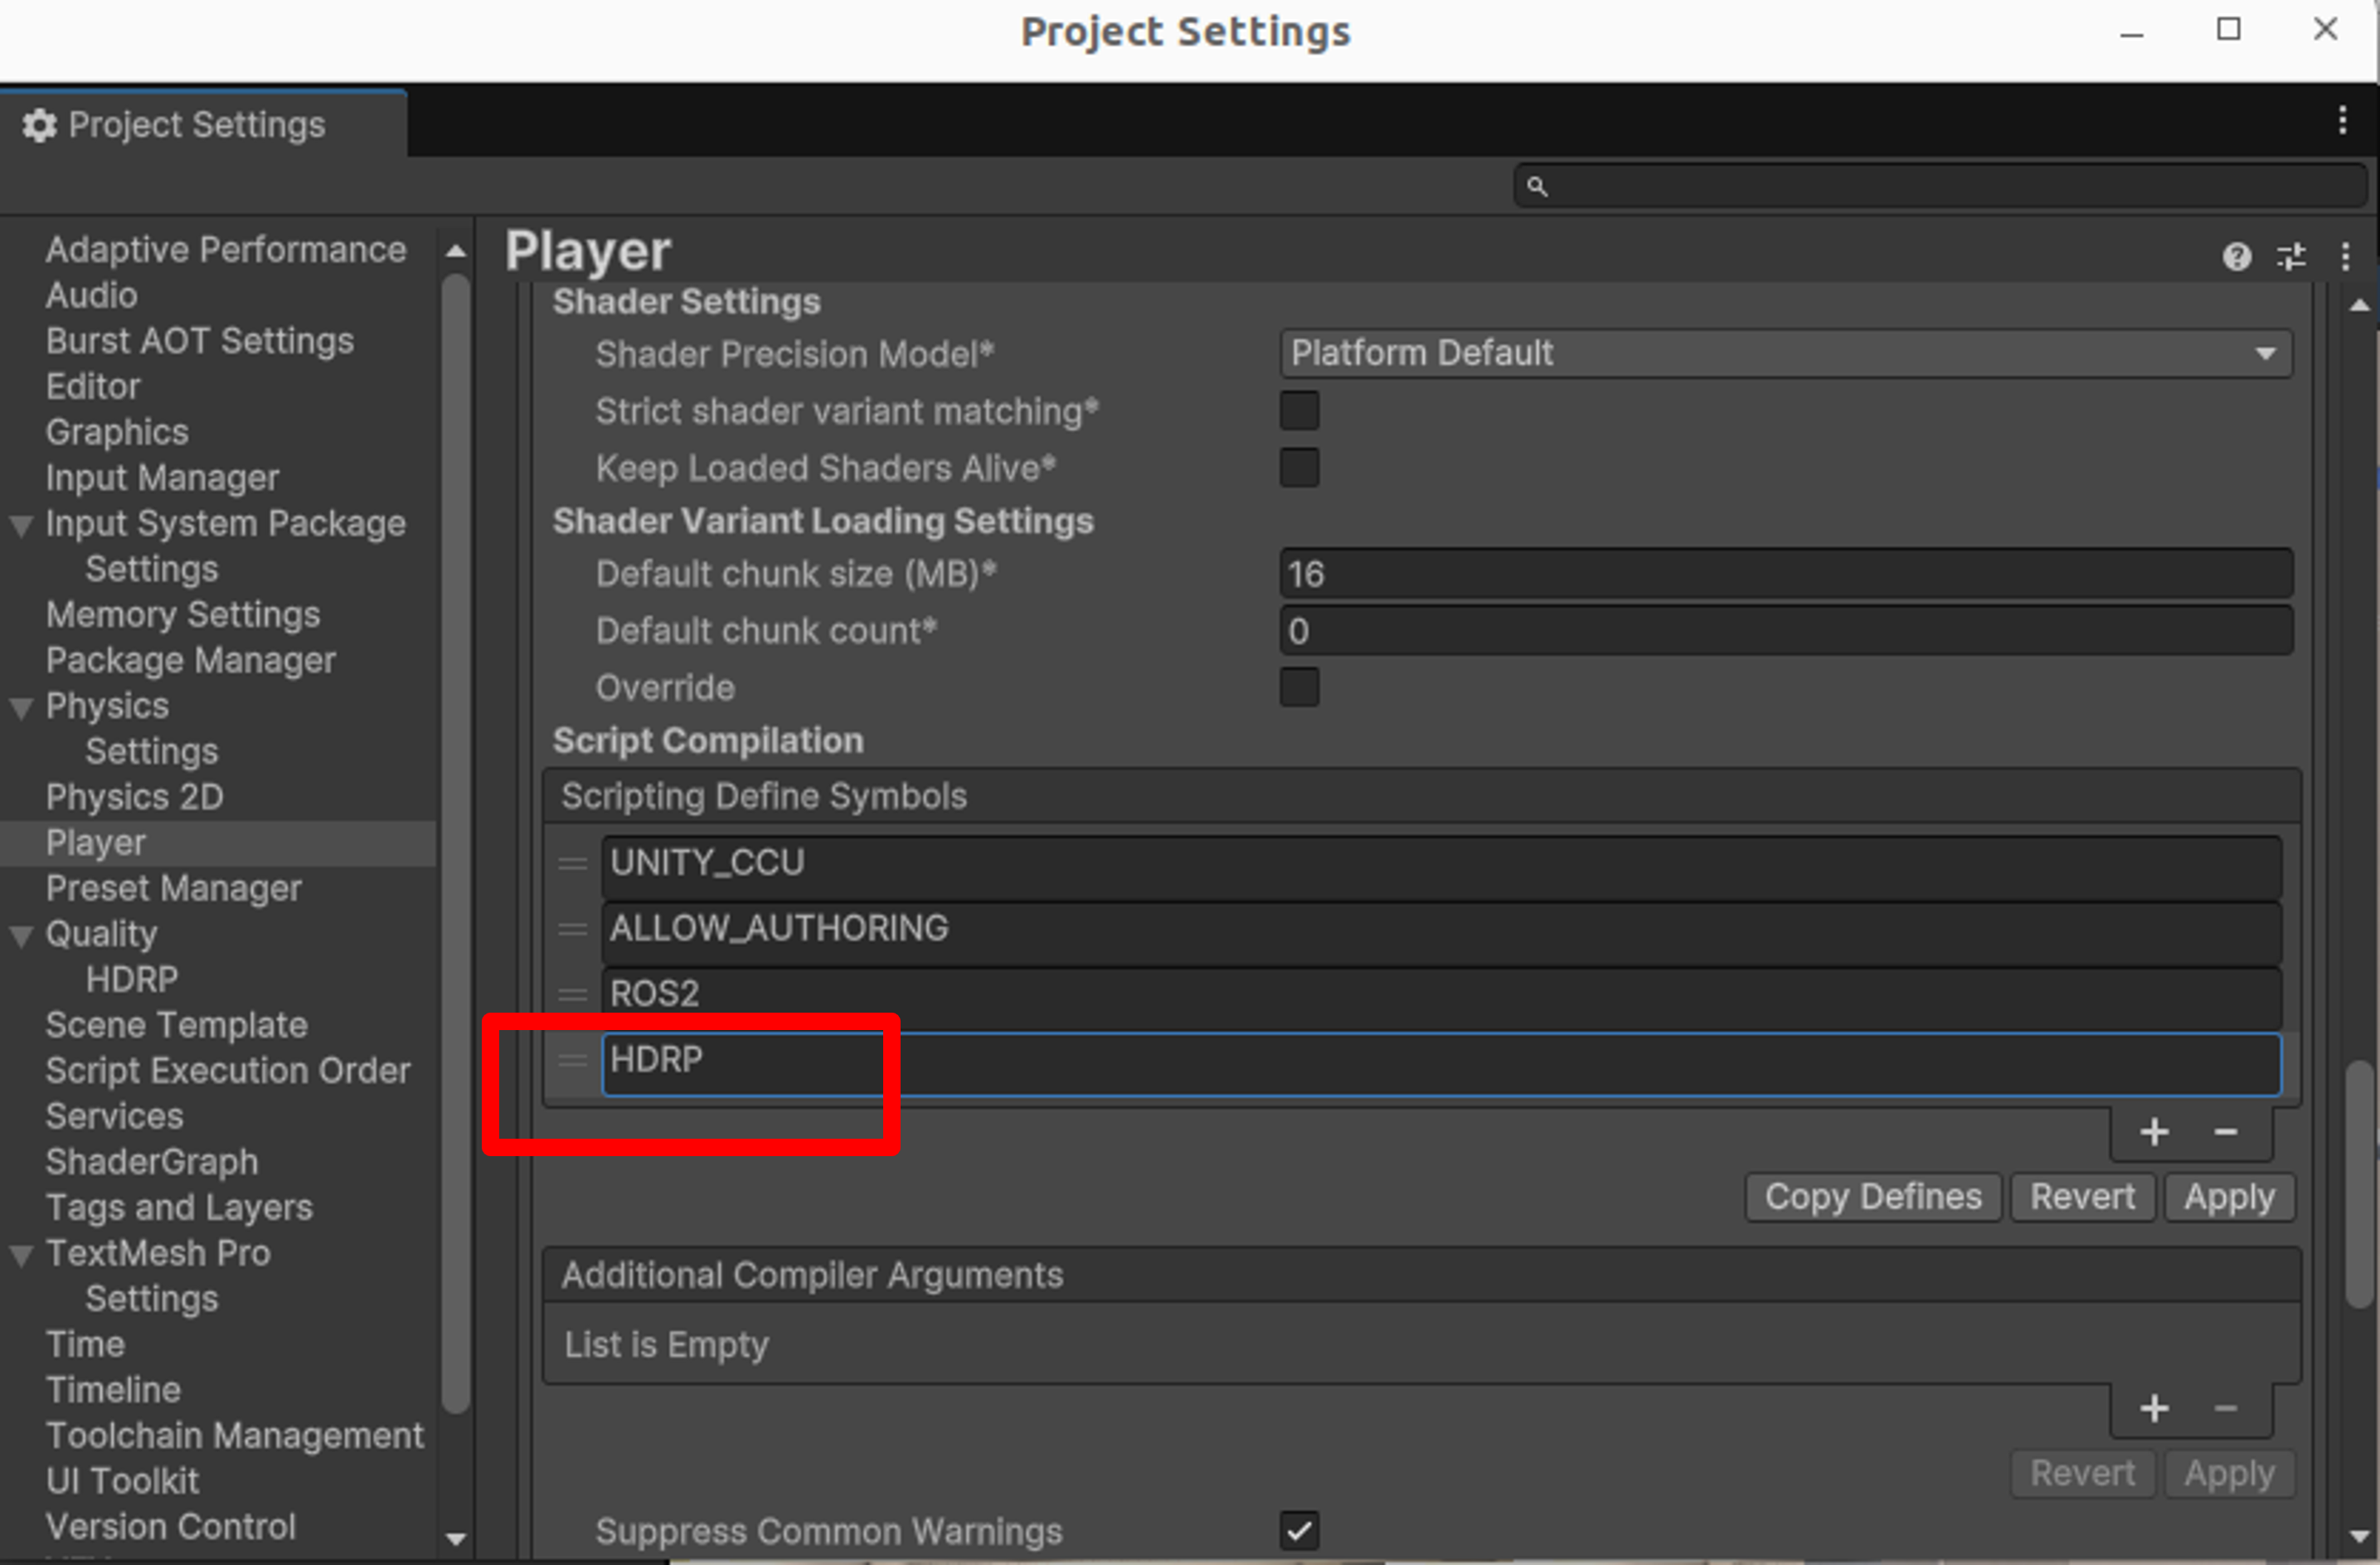 Project Settings
Project Settings
Adaptive Performance
Audio
Burst AOT Settings
Editor
Graphics
Input Manager
Input System Package
Settings
Memory Settings
Package Manager
Physics
Settings
Physics 2D
Player
Preset Manager
Quality
HDRP
Scene Template
Script Execution Order
Services
ShaderGraph
Tags and Layers
TextMesh Pro
Settings
Time
Timeline
Toolchain Management
UI Toolkit
Version Control
Player
Shader Settings
Shader Precision Model* Platform Default
Strict shader variant matching*
Keep Loaded Shaders Alive*
Shader Variant Loading Settings
Default chunk size (MB)* 16
Default chunk count* 0
Override
Script Compilation
Scripting Define Symbols
UNITY_CCU
ALLOW_AUTHORING
ROS2
HDRP
+ −
Copy Defines Revert Apply
Additional Compiler Arguments
List is Empty
+ −
Revert Apply
Suppress Common Warnings